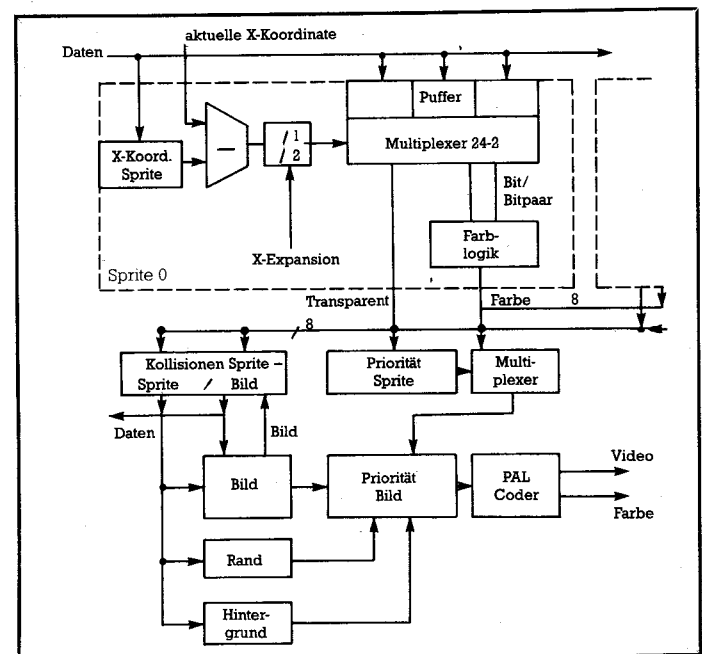 aktuelle X-Koordinate
Daten
Puffer
Multiplexer 24-2
X-Koord.
Sprite
/ 1
/ 2
Bit/
Bitpaar
Farb-
logik
X-Expansion
Sprite 0
Transparent
Farbe 8
8
Kollisionen Sprite –
Sprite / Bild
Priorität
Sprite
Multi-
plexer
Daten
Bild
Bild
Priorität
Bild
PAL
Coder
Video
Farbe
Rand
Hinter-
grund